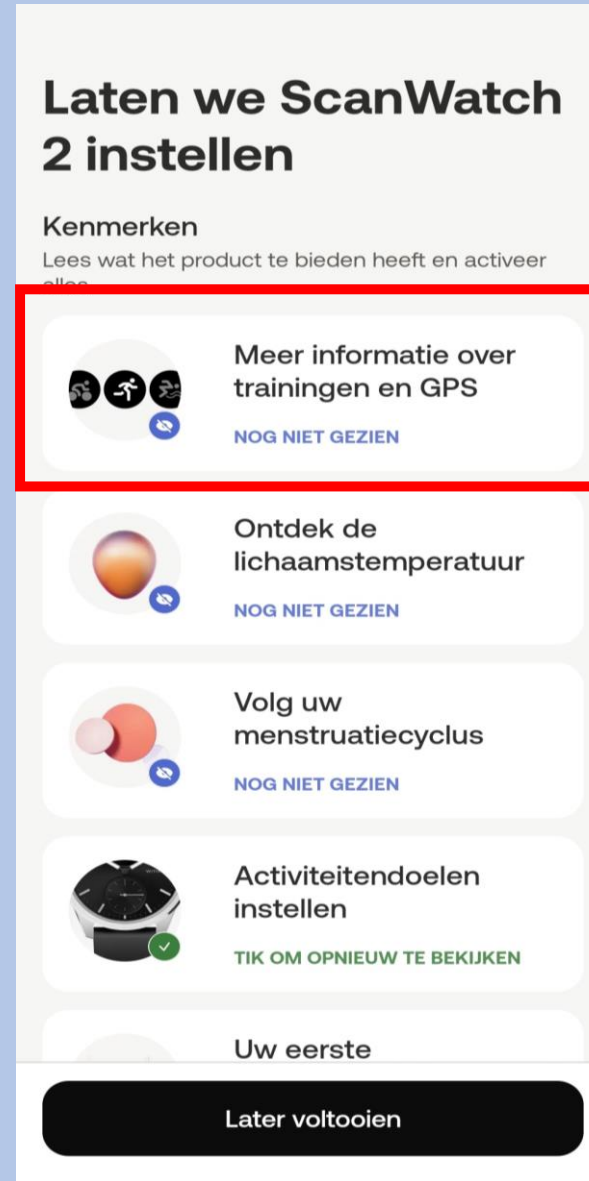 Laten we ScanWatch
2 instellen
Kenmerken
Lees wat het product te bieden heeft en activeer
alles
Meer informatie over
trainingen en GPS
NOG NIET GEZIEN
Ontdek de
lichaamstemperatuur
NOG NIET GEZIEN
Volg uw
menstruatiecyclus
NOG NIET GEZIEN
Activiteitendoelen
instellen
TIK OM OPNIEUW TE BEKIJKEN
Uw eerste
Later voltooien